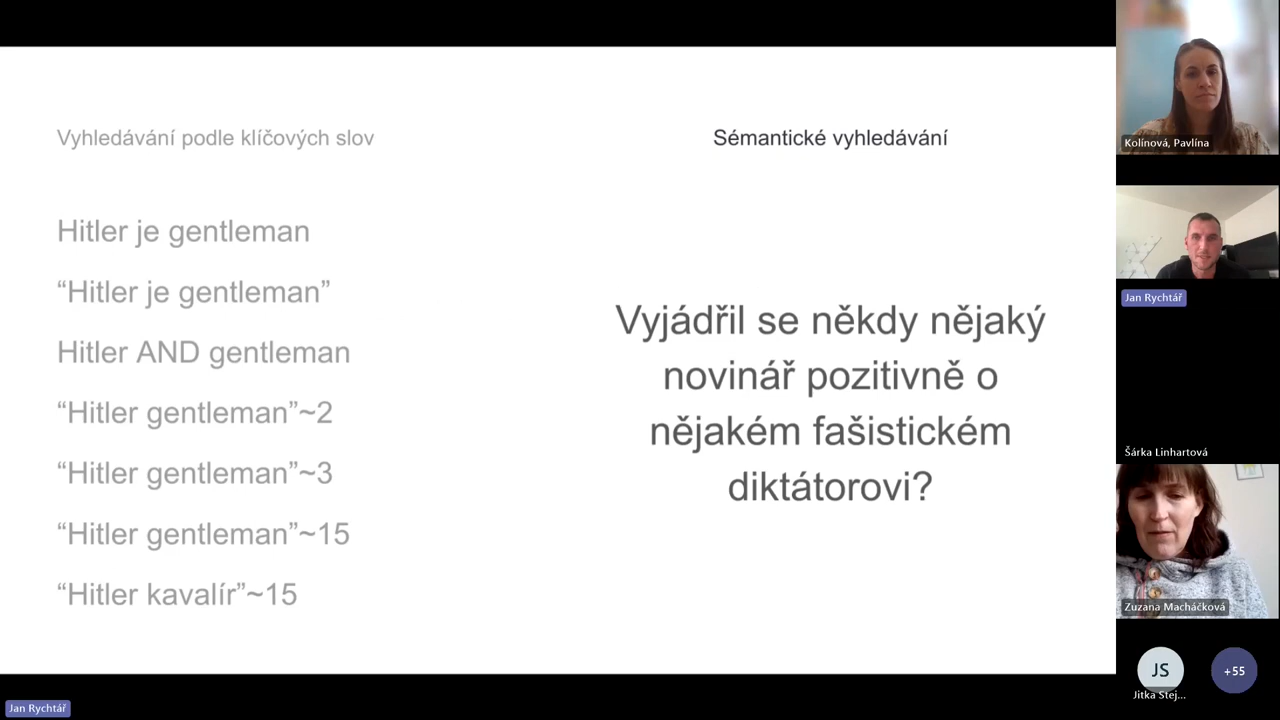 Vyhledávání podle klíčových slov
Hitler je gentleman
“Hitler je gentleman”
Hitler AND gentleman
“Hitler gentleman”~2
“Hitler gentleman”~3
“Hitler gentleman”~15
“Hitler kavalír”~15
Sémantické vyhledávání
Vyjádřil se někdy nějaký
novinář pozitivně o
nějakém fašistickém
diktátorovi?
Kolínová, Pavlína
Jan Rychtář
Šárka Linhartová
Zuzana Macháčková
JS
Jitka Stej...
+55
Jan Rychtář